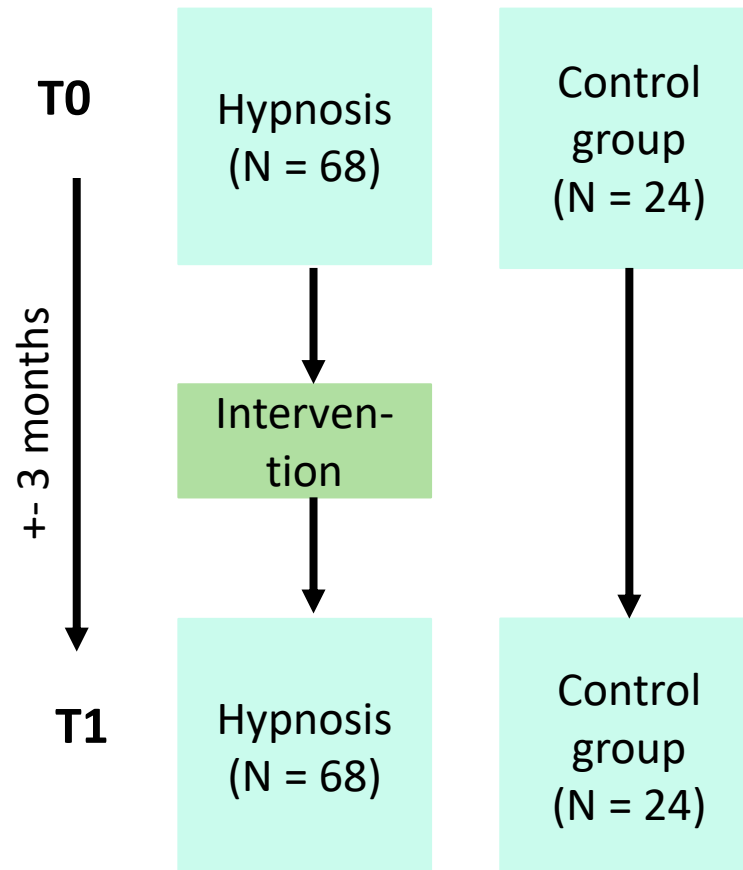 T0
Hypnosis
(N = 68)
Control
group
(N = 24)
+- 3 months
Interven-
tion
T1
Hypnosis
(N = 68)
Control
group
(N = 24)